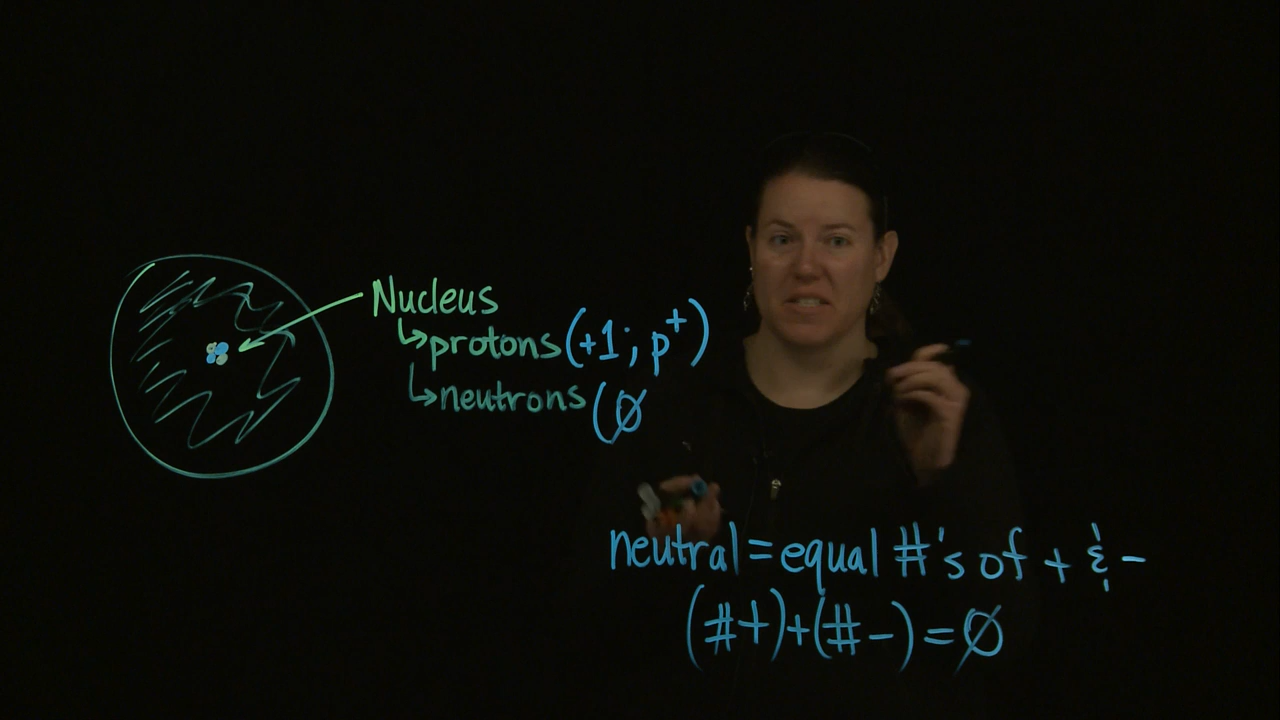 Nucleus
↳protons (+1; p⁺)
↳neutrons (∅
neutral = equal #'s of + & -
(#+)+(#-)=∅